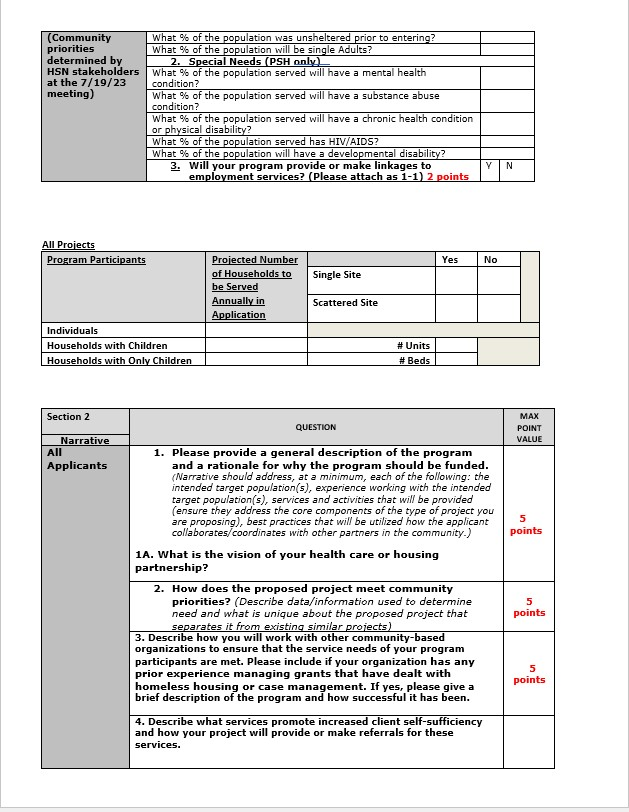 (Community
priorities
determined by
HSN stakeholders
at the 7/19/23
meeting)
What % of the population was unsheltered prior to entering?
What % of the population will be single Adults?
2. Special Needs (PSH only)
What % of the population served will have a mental health
condition?
What % of the population served will have a substance abuse
condition?
What % of the population served will have a chronic health condition
or physical disability?
What % of the population served has HIV/AIDS?
What % of the population will have a developmental disability?
3. Will your program provide or make linkages to
employment services? (Please attach as 1-1) 2 points
Y N
All Projects
Program Participants
Projected Number
of Households to
be Served
Annually in
Application
Yes No
Single Site
Scattered Site
Individuals
Households with Children # Units
Households with Only Children # Beds
Section 2
Narrative
QUESTION
MAX
POINT
VALUE
All
Applicants
1. Please provide a general description of the program
and a rationale for why the program should be funded.
(Narrative should address, at a minimum, each of the following: the
intended target population(s), experience working with the intended
target population(s), services and activities that will be provided
(ensure they address the core components of the type of project you
are proposing), best practices that will be utilized how the applicant
collaborates/coordinates with other partners in the community.)
1A. What is the vision of your health care or housing
partnership?
5
points
2. How does the proposed project meet community
priorities? (Describe data/information used to determine
need and what is unique about the proposed project that
separates it from existing similar projects)
5
points
3. Describe how you will work with other community-based
organizations to ensure that the service needs of your program
participants are met. Please include if your organization has any
prior experience managing grants that have dealt with
homeless housing or case management. If yes, please give a
brief description of the program and how successful it has been.
5
points
4. Describe what services promote increased client self-sufficiency
and how your project will provide or make referrals for these
services.